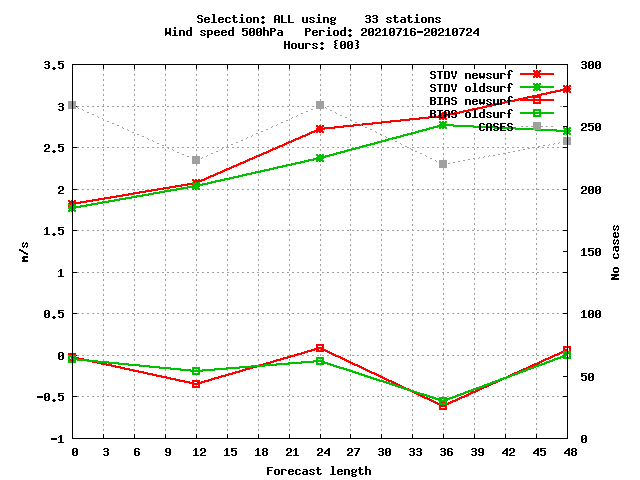 Selection: ALL using    33 stations
Wind speed 500hPa   Period: 20210716-20210724
Hours: {00}
STDV newsurf
STDV oldsurf
BIAS newsurf
BIAS oldsurf
CASES
3.5
3
2.5
2
1.5
1
0.5
0
-0.5
-1
m/s
300
250
200
150
100
50
0
No cases
0 3 6 9 12 15 18 21 24 27 30 33 36 39 42 45 48
Forecast length